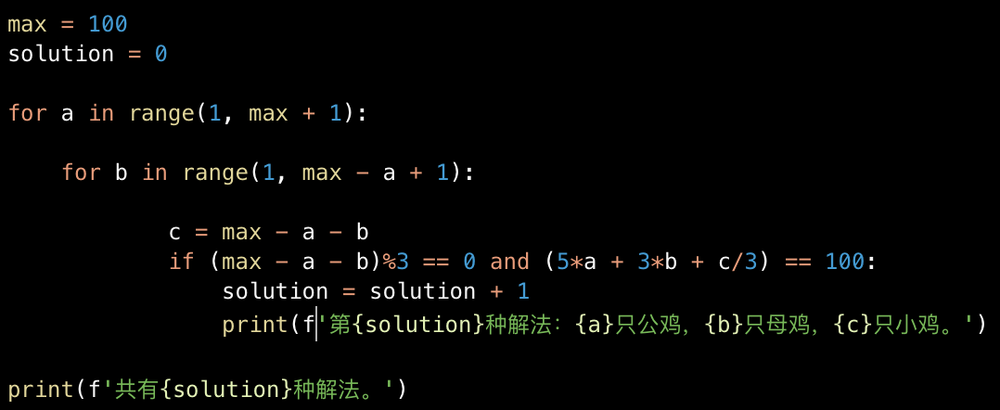 max = 100
solution = 0
for a in range(1, max + 1):
    for b in range(1, max - a + 1):
            c = max - a - b
            if (max - a - b)%3 == 0 and (5*a + 3*b + c/3) == 100:
                solution = solution + 1
                print(f'第{solution}种解法：{a}只公鸡，{b}只母鸡，{c}只小鸡。')
print(f'共有{solution}种解法。')